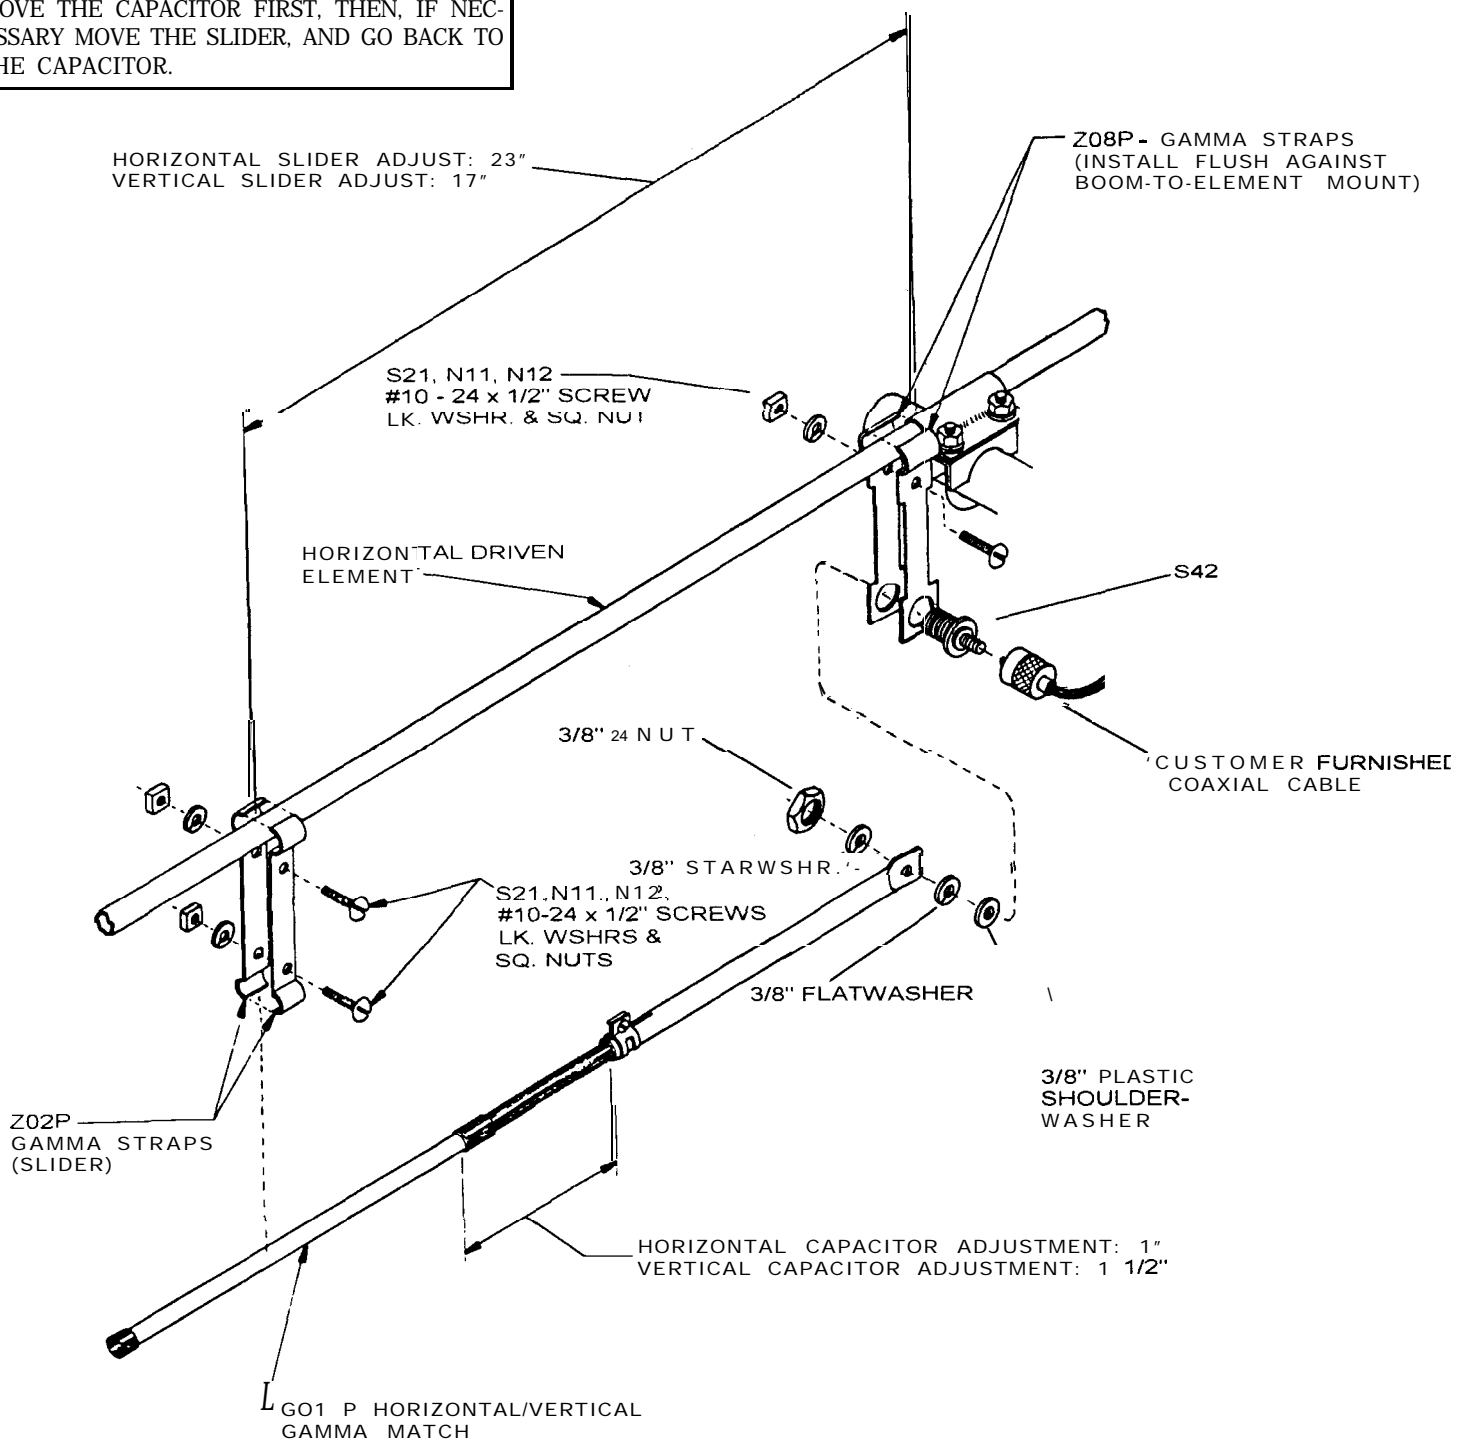 OVE THE CAPACITOR FIRST, THEN, IF NEC-
SSARY MOVE THE SLIDER, AND GO BACK TO
HE CAPACITOR.
HORIZONTAL SLIDER ADJUST: 23"
VERTICAL SLIDER ADJUST: 17"
Z08P- GAMMA STRAPS
(INSTALL FLUSH AGAINST
BOOM-TO-ELEMENT MOUNT)
S21, N11, N12
#10 - 24 x 1/2" SCREW
LK. WSHR. & SQ. NUT
HORIZONTAL DRIVEN
ELEMENT
S42
3/8" 24 NUT
CUSTOMER FURNISHED
COAXIAL CABLE
3/8" STARWSHR.
S21,N11., N12,
#10-24 x 1/2" SCREWS
LK. WSHRS &
SQ. NUTS
3/8" FLATWASHER
3/8" PLASTIC
SHOULDER-
WASHER
Z02P
GAMMA STRAPS
(SLIDER)
HORIZONTAL CAPACITOR ADJUSTMENT: 1"
VERTICAL CAPACITOR ADJUSTMENT: 1 1/2"
L GO1 P HORIZONTAL/VERTICAL
GAMMA MATCH